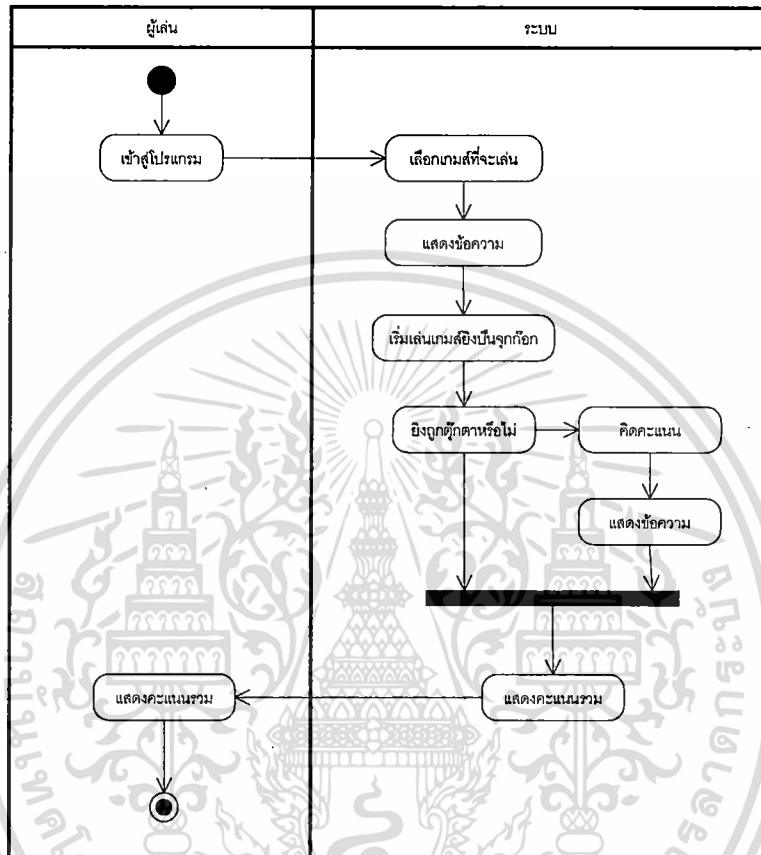 ผู้เล่น
ระบบ
เข้าสู่โปรแกรม
เลือกเกมส์ที่จะเล่น
แสดงข้อความ
เริ่มเล่นเกมส์ยิงปืนจุกก๊อก
ยิงถูกตุ๊กตาหรือไม่
คิดคะแนน
แสดงข้อความ
แสดงคะแนนรวม
แสดงคะแนนรวม